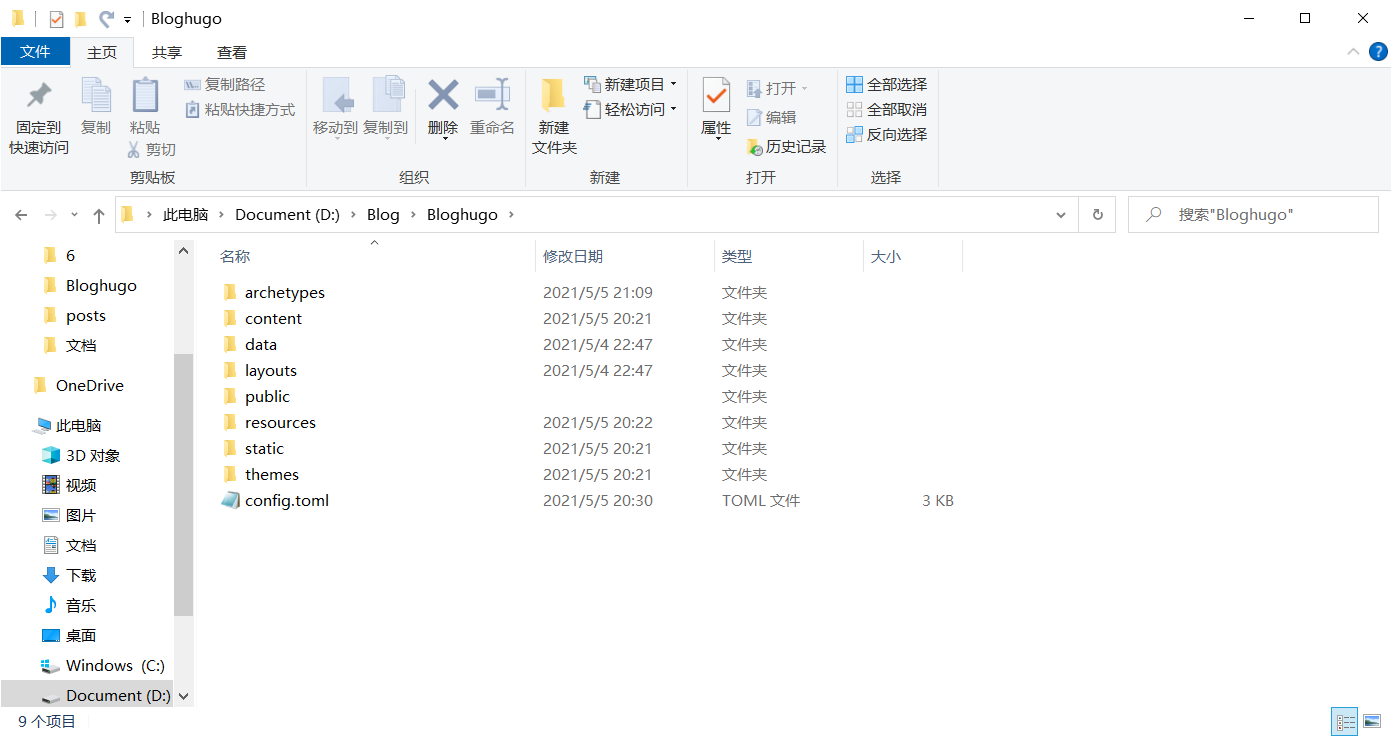 Bloghugo
文件 主页 共享 查看
固定到
快速访问
复制
粘贴
复制路径
粘贴快捷方式
剪切
剪贴板
移动到
复制到
删除
重命名
组织
新建
文件夹
新建项目
轻松访问
新建
属性
打开
编辑
历史记录
打开
全部选择
全部取消
反向选择
选择
此电脑 Document (D:) Blog Bloghugo
搜索"Bloghugo"
6
Bloghugo
posts
文档
OneDrive
此电脑
3D 对象
视频
图片
文档
下载
音乐
桌面
Windows (C:)
Document (D:)
名称 修改日期 类型 大小
archetypes 2021/5/5 21:09 文件夹
content 2021/5/5 20:21 文件夹
data 2021/5/4 22:47 文件夹
layouts 2021/5/4 22:47 文件夹
public 文件夹
resources 2021/5/5 20:22 文件夹
static 2021/5/5 20:21 文件夹
themes 2021/5/5 20:21 文件夹
config.toml 2021/5/5 20:30 TOML 文件 3 KB
9 个项目